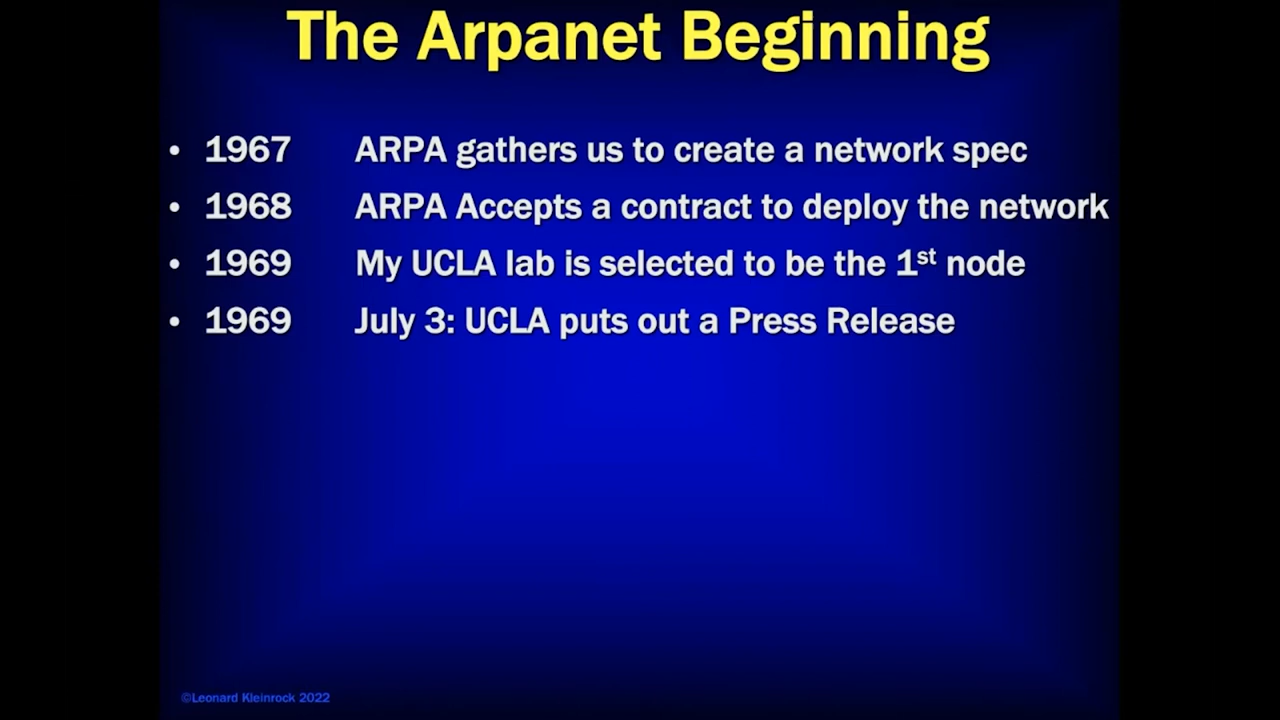 The Arpanet Beginning
• 1967 ARPA gathers us to create a network spec
• 1968 ARPA Accepts a contract to deploy the network
• 1969 My UCLA lab is selected to be the 1st node
• 1969 July 3: UCLA puts out a Press Release
©Leonard Kleinrock 2022